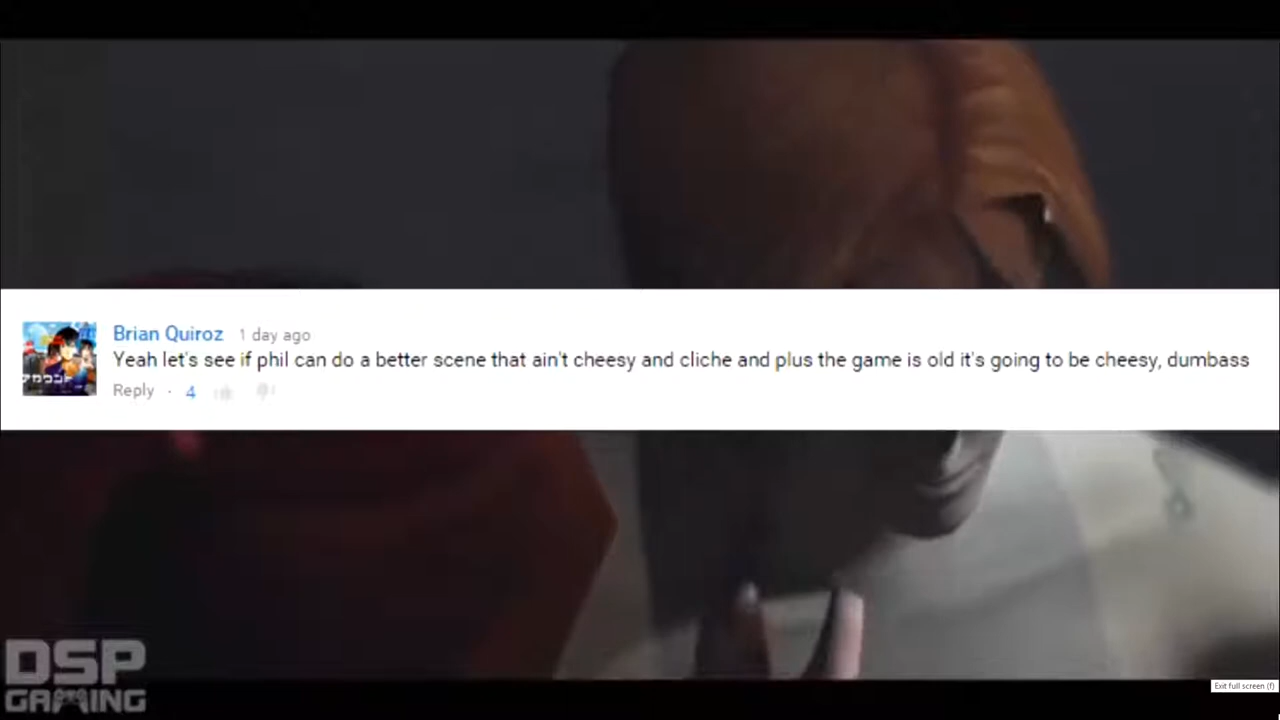 Brian Quiroz 1 day ago
Yeah let's see if phil can do a better scene that ain't cheesy and cliche and plus the game is old it's going to be cheesy, dumbass
Reply · 4
DSP
GAMING
Exit full screen (f)